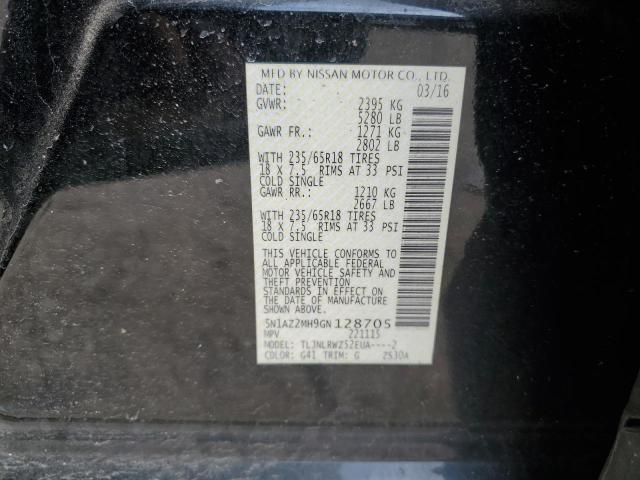 MFD BY NISSAN MOTOR CO., LTD.
DATE: 03/16
GVWR: 2395 KG
5280 LB
GAWR FR.: 1271 KG
2802 LB
WITH 235/65R18 TIRES
18 X 7.5 RIMS AT 33 PSI
COLD SINGLE
GAWR RR.: 1210 KG
2667 LB
WITH 235/65R18 TIRES
18 X 7.5 RIMS AT 33 PSI
COLD SINGLE
THIS VEHICLE CONFORMS TO
ALL APPLICABLE FEDERAL
MOTOR VEHICLE SAFETY AND
THEFT PREVENTION
STANDARDS IN EFFECT ON
THE DATE OF MANUFACTURE
SHOWN ABOVE.
5N1AZ2MH9GN128705
MPV 221115
MODEL: TLJNLRWZ52EUA----2
COLOR: G41 TRIM: G 2S30A